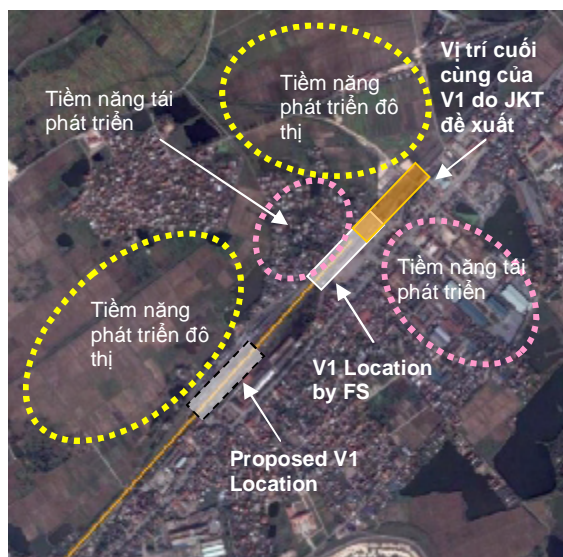 Vị trí cuối
cùng của
V1 do JKT
đề xuất
Tiềm năng
phát triển đô
thị
Tiềm năng tái
phát triển
Tiềm năng tái
phát triển
Tiềm năng
phát triển đô
thị
V1 Location
by FS
Proposed V1
Location